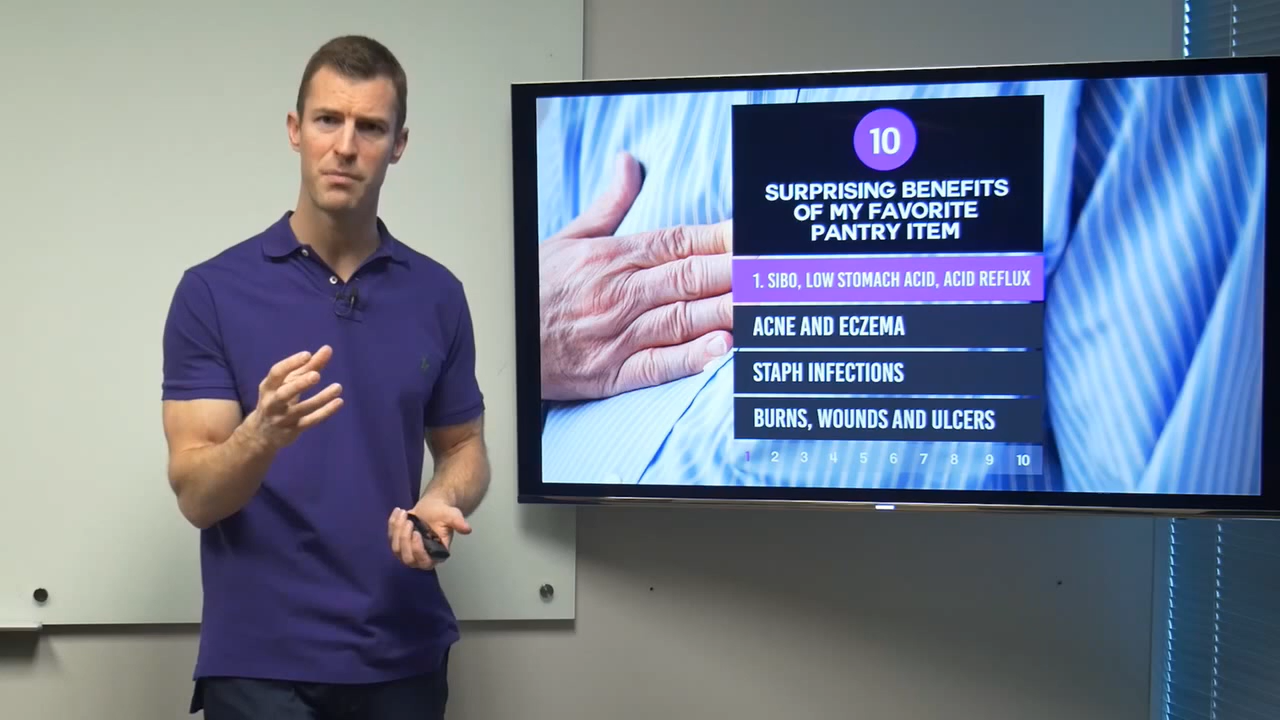 10
SURPRISING BENEFITS
OF MY FAVORITE
PANTRY ITEM
1. SIBO, LOW STOMACH ACID, ACID REFLUX
ACNE AND ECZEMA
STAPH INFECTIONS
BURNS, WOUNDS AND ULCERS
1 2 3 4 5 6 7 8 9 10